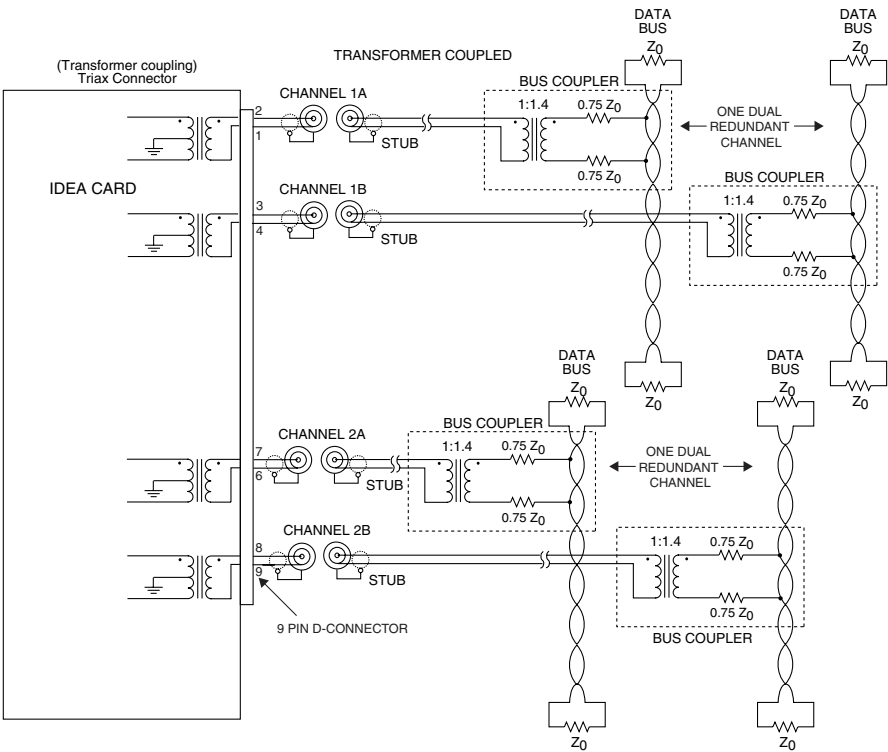 DATA
BUS
Z0
DATA
BUS
Z0
TRANSFORMER COUPLED
(Transformer coupling)
Triax Connector
CHANNEL 1A
BUS COUPLER
1:1.4
0.75 Z0
2
1
STUB
0.75 Z0
ONE DUAL
REDUNDANT
CHANNEL
IDEA CARD
CHANNEL 1B
BUS COUPLER
1:1.4
0.75 Z0
3
4
STUB
0.75 Z0
Z0
Z0
DATA
BUS
Z0
DATA
BUS
Z0
CHANNEL 2A
BUS COUPLER
1:1.4
0.75 Z0
7
6
STUB
0.75 Z0
ONE DUAL
REDUNDANT
CHANNEL
CHANNEL 2B
1:1.4
0.75 Z0
8
9
STUB
0.75 Z0
BUS COUPLER
9 PIN D-CONNECTOR
Z0
Z0